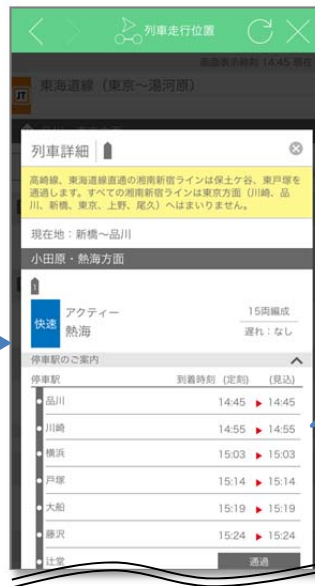 列車走行位置
画面表示時刻 14:45 現在
JT 東海道線（東京～湯河原）
列車詳細
高崎線、東海道線直通の湘南新宿ラインは保土ケ谷、東戸塚を
通過します。すべての湘南新宿ラインは東京方面（川崎、品
川、新橋、東京、上野、尾久）へはまいりません。
現在地：新橋～品川
小田原・熱海方面
1
快速 アクティー 15両編成
熱海 遅れ：なし
停車駅のご案内
停車駅 到着時刻 (定刻) (見込)
品川 14:45 ▶ 14:45
川崎 14:55 ▶ 14:55
横浜 15:03 ▶ 15:03
戸塚 15:14 ▶ 15:14
大船 15:19 ▶ 15:19
藤沢 15:24 ▶ 15:24
辻堂 通過